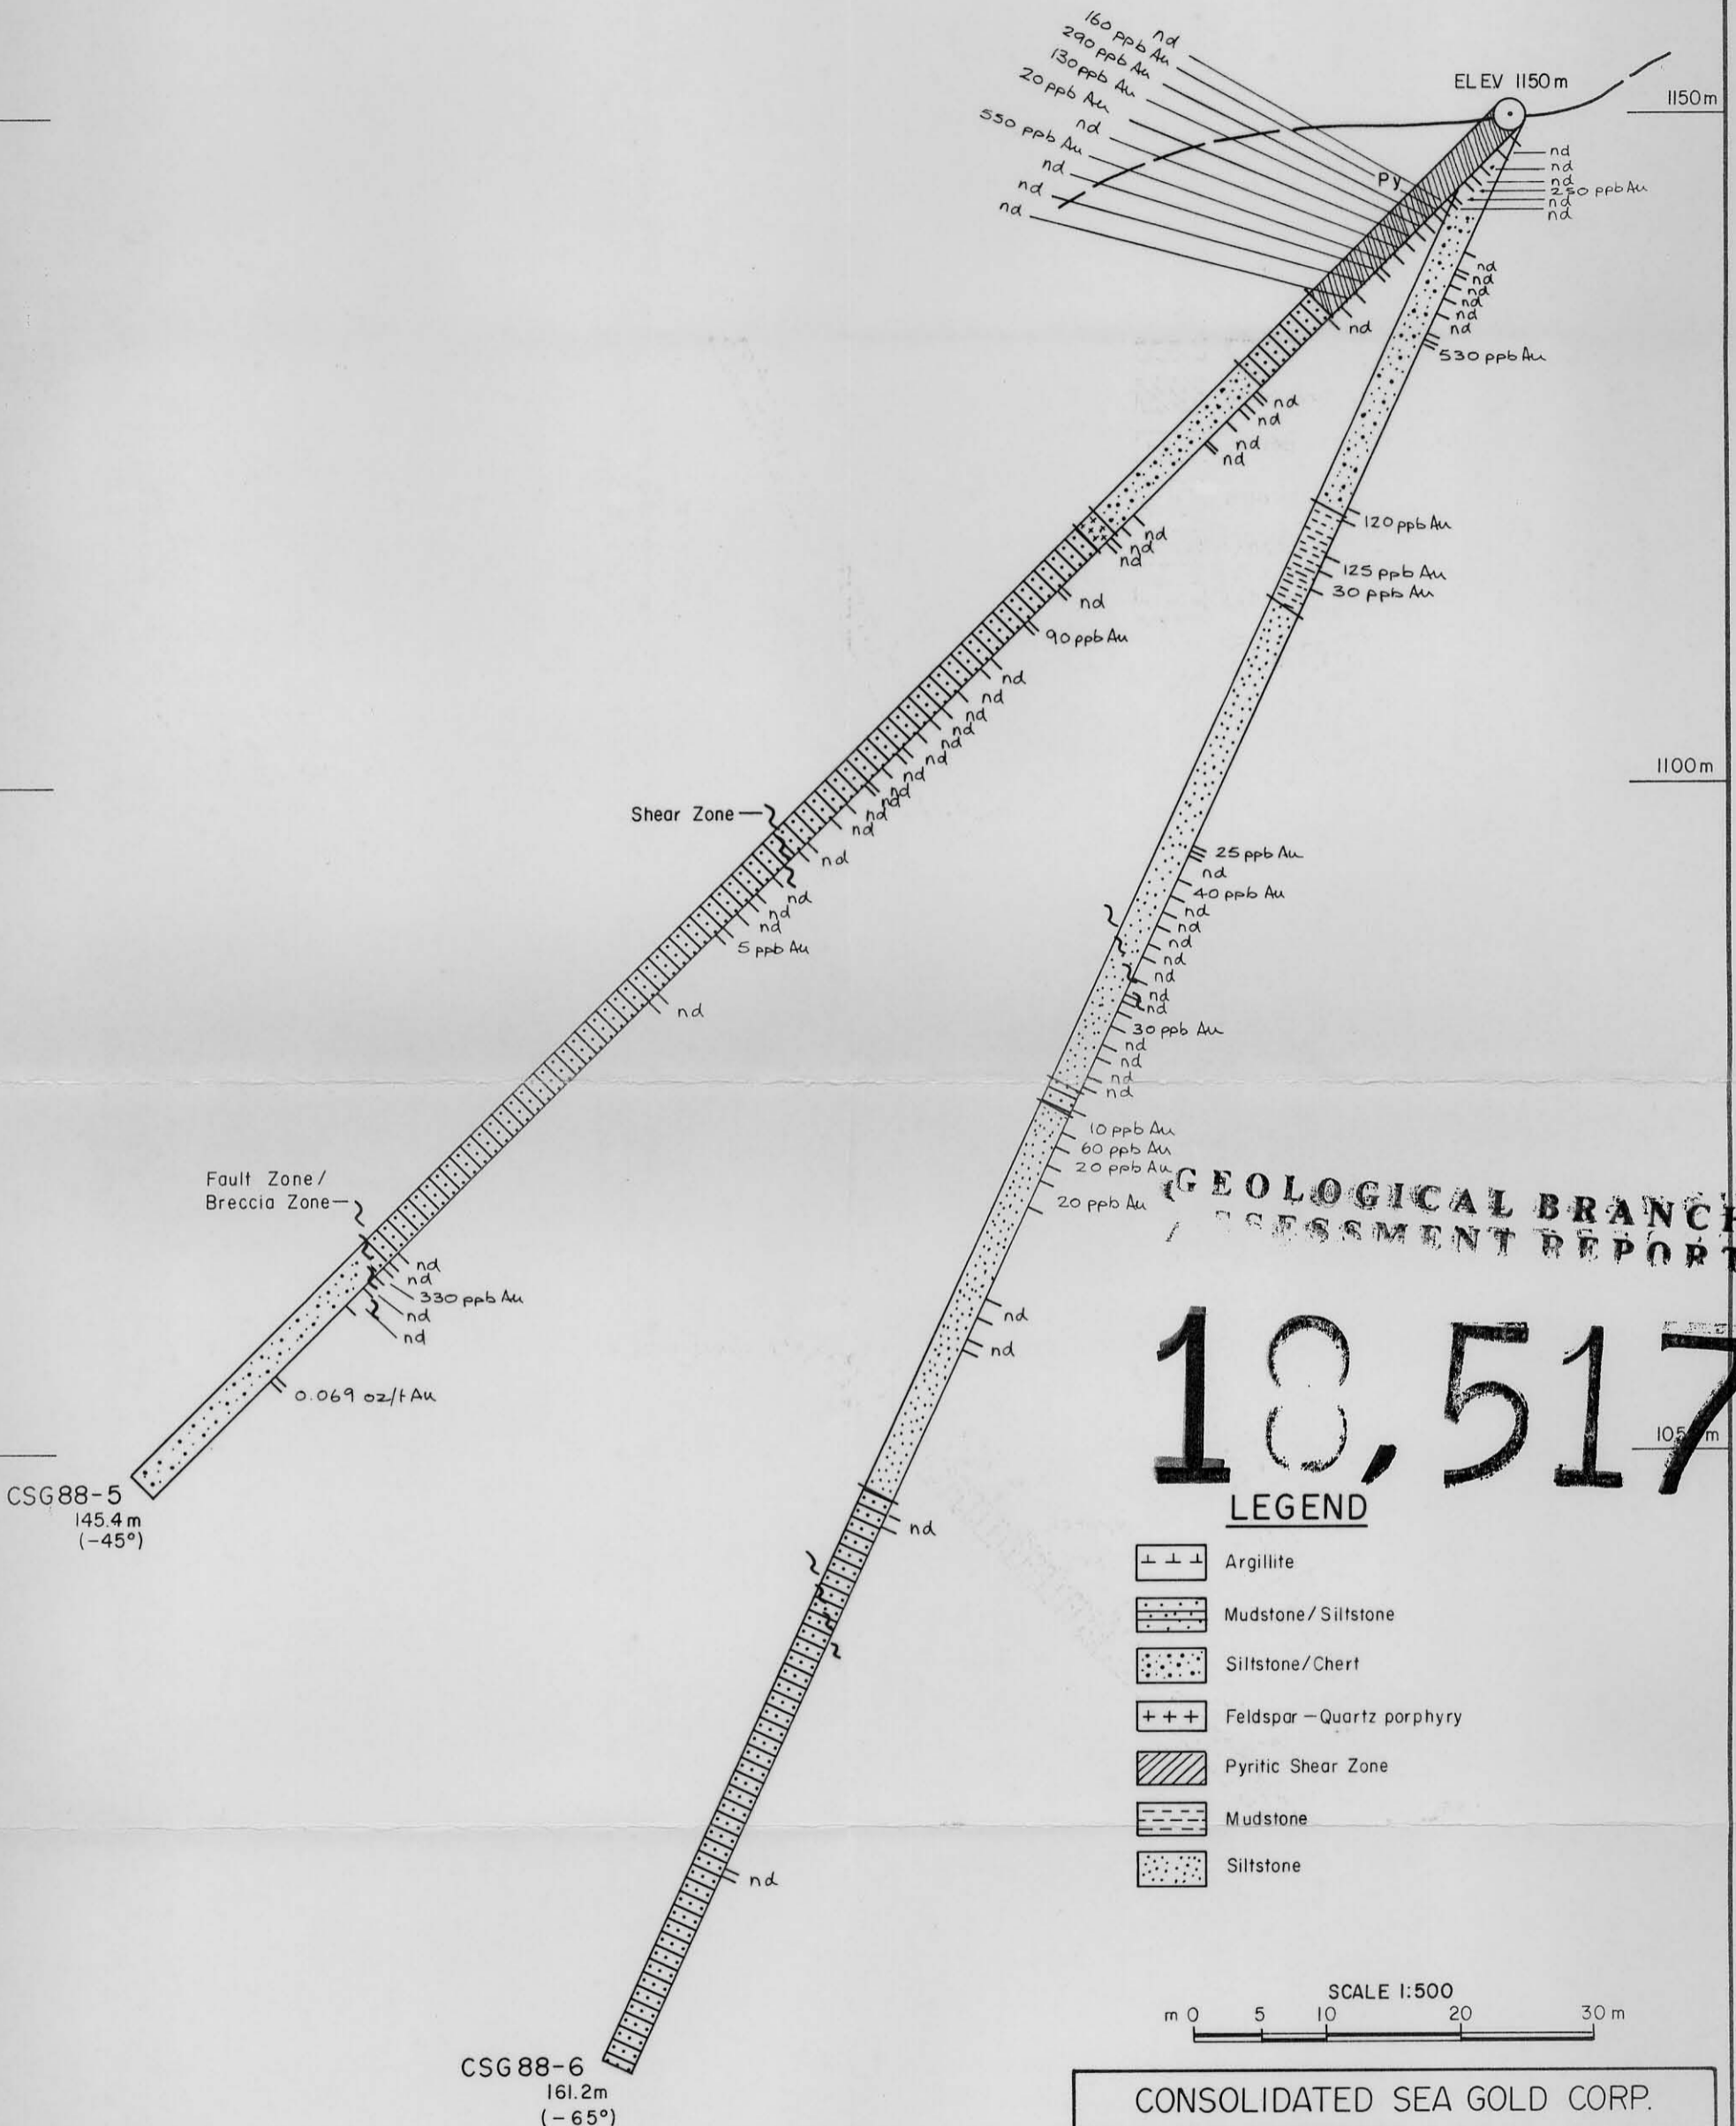 nd
160 ppb Au
290 ppb Au
130 ppb Au
20 ppb Au
nd
550 ppb Au
nd
nd
nd
ELEV 1150m
1150m
Py
nd
nd
nd
250 ppb Au
nd
nd
nd
nd
nd
nd
nd
nd
530 ppb Au
nd
nd
nd
nd
nd
nd
nd
nd
120 ppb Au
125 ppb Au
30 ppb Au
nd
90 ppb Au
nd
nd
nd
nd
nd
nd
nd
nd
nd
nd
nd
nd
1100m
Shear Zone
nd
nd
nd
5 ppb Au
nd
25 ppb Au
nd
40 ppb Au
nd
nd
nd
nd
nd
nd
nd
30 ppb Au
nd
nd
nd
nd
10 ppb Au
60 ppb Au
20 ppb Au
20 ppb Au
Fault Zone/
Breccia Zone
nd
nd
330 ppb Au
nd
nd
0.069 oz/t Au
nd
nd
nd
nd
CSG88-5
145.4m
(-45°)
GEOLOGICAL BRANCH
ASSESSMENT REPORT
18,517
LEGEND
Argillite
Mudstone/Siltstone
Siltstone/Chert
Feldspar-Quartz porphyry
Pyritic Shear Zone
Mudstone
Siltstone
SCALE 1:500
m 0 5 10 20 30 m
CSG88-6
161.2m
(-65°)
CONSOLIDATED SEA GOLD CORP.